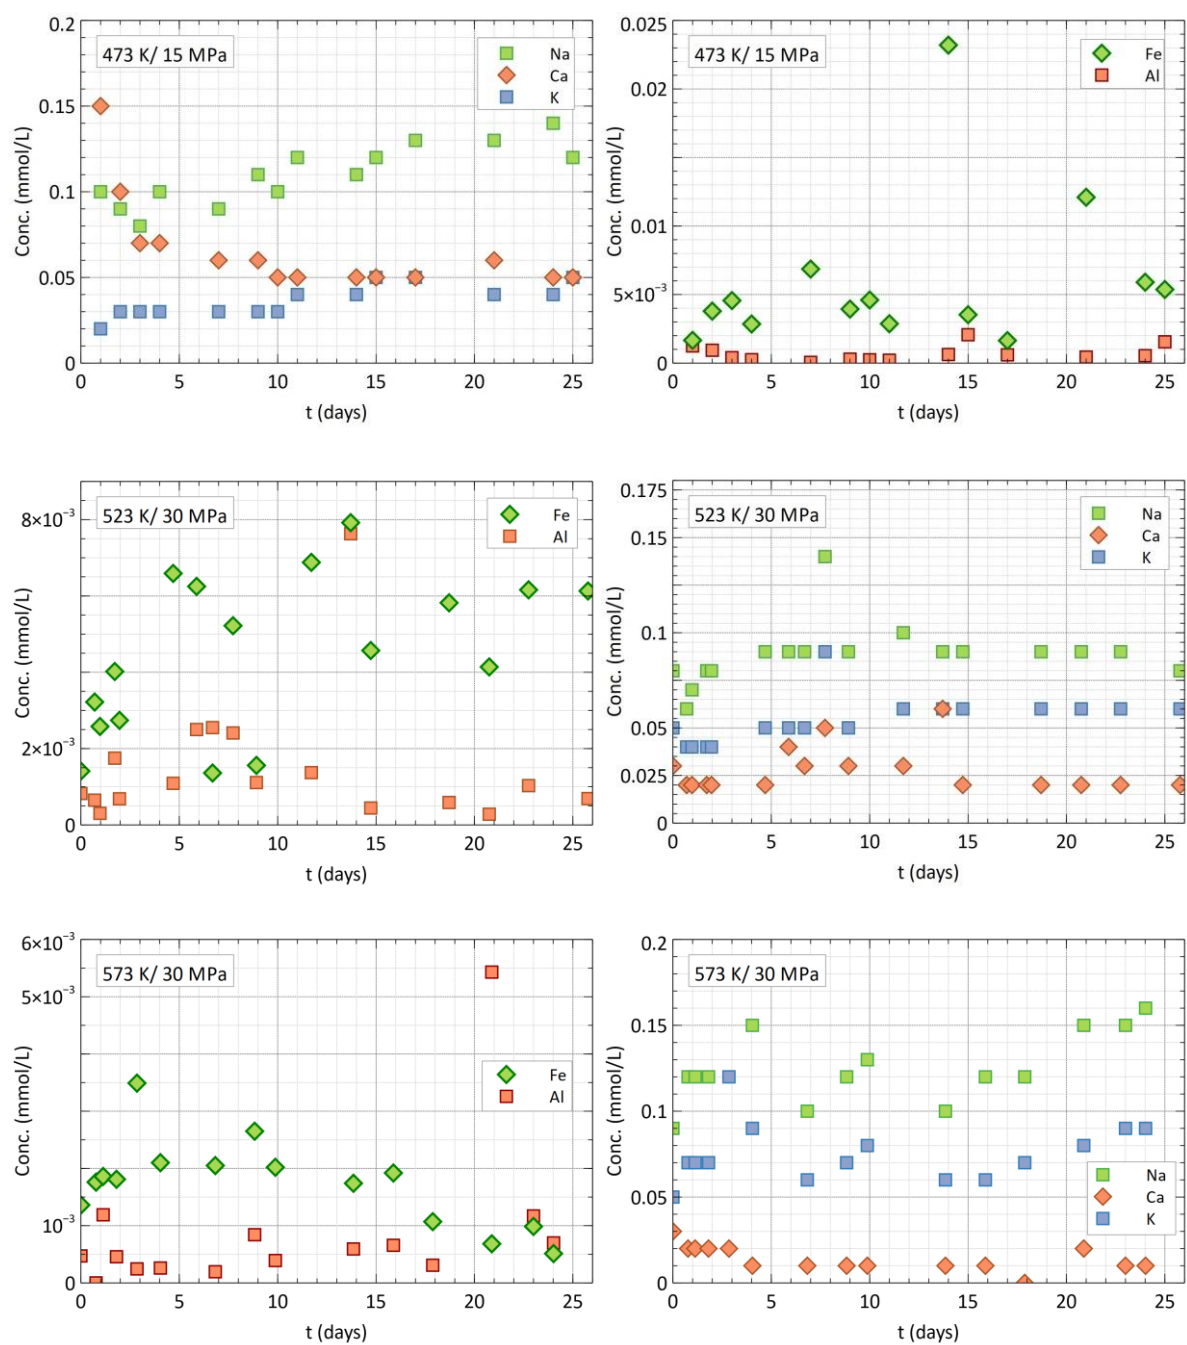 473 K/ 15 MPa
Na
Ca
K
Conc. (mmol/L)
0.2
0.15
0.1
0.05
0
0 5 10 15 20 25
t (days)
473 K/ 15 MPa
Fe
Al
Conc. (mmol/L)
0.025
0.02
0.01
5×10⁻³
0
0 5 10 15 20 25
t (days)
523 K/ 30 MPa
Fe
Al
Conc. (mmol/L)
8×10⁻³
2×10⁻³
0
0 5 10 15 20 25
t (days)
523 K/ 30 MPa
Na
Ca
K
Conc. (mmol/L)
0.175
0.15
0.1
0.05
0.025
0
0 5 10 15 20 25
t (days)
573 K/ 30 MPa
Fe
Al
Conc. (mmol/L)
6×10⁻³
5×10⁻³
10⁻³
0
0 5 10 15 20 25
t (days)
573 K/ 30 MPa
Na
Ca
K
Conc. (mmol/L)
0.2
0.15
0.1
0.05
0
0 5 10 15 20 25
t (days)